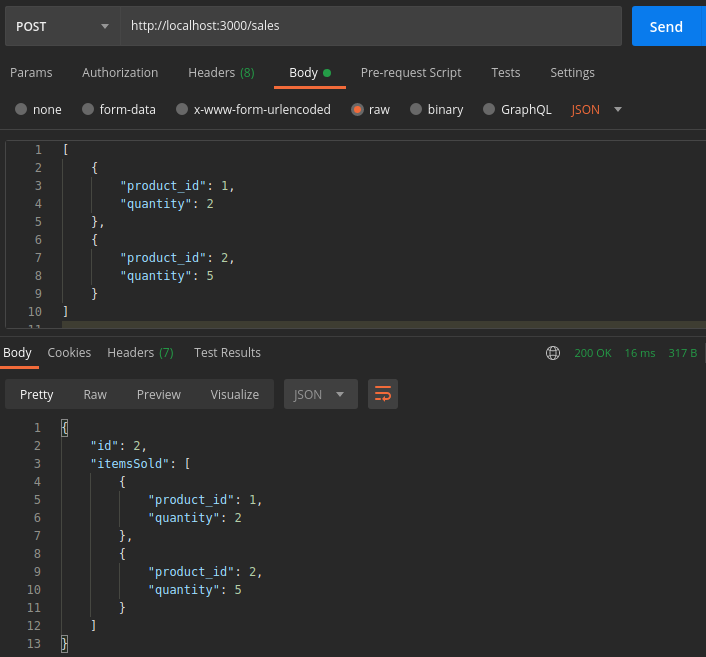 POST http://localhost:3000/sales Send
Params Authorization Headers (8) Body Pre-request Script Tests Settings
none form-data x-www-form-urlencoded raw binary GraphQL JSON
1 [
2 {
3 "product_id": 1,
4 "quantity": 2
5 },
6 {
7 "product_id": 2,
8 "quantity": 5
9 }
10 ]
11
Body Cookies Headers (7) Test Results 200 OK 16 ms 317 B
Pretty Raw Preview Visualize JSON
1 {
2 "id": 2,
3 "itemsSold": [
4 {
5 "product_id": 1,
6 "quantity": 2
7 },
8 {
9 "product_id": 2,
10 "quantity": 5
11 }
12 ]
13 }